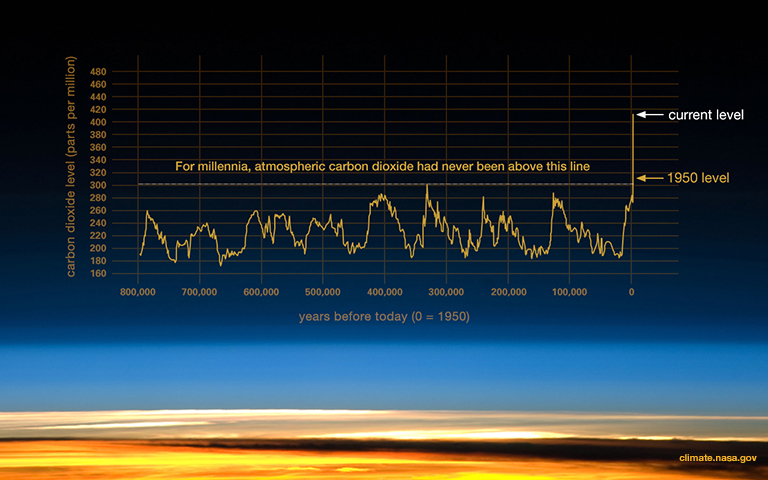 carbon dioxide level (parts per million)
480
460
440
420
400
380
360
340
320
300
280
260
240
220
200
180
160
For millennia, atmospheric carbon dioxide had never been above this line
current level
1950 level
800,000 700,000 600,000 500,000 400,000 300,000 200,000 100,000 0
years before today (0 = 1950)
climate.nasa.gov